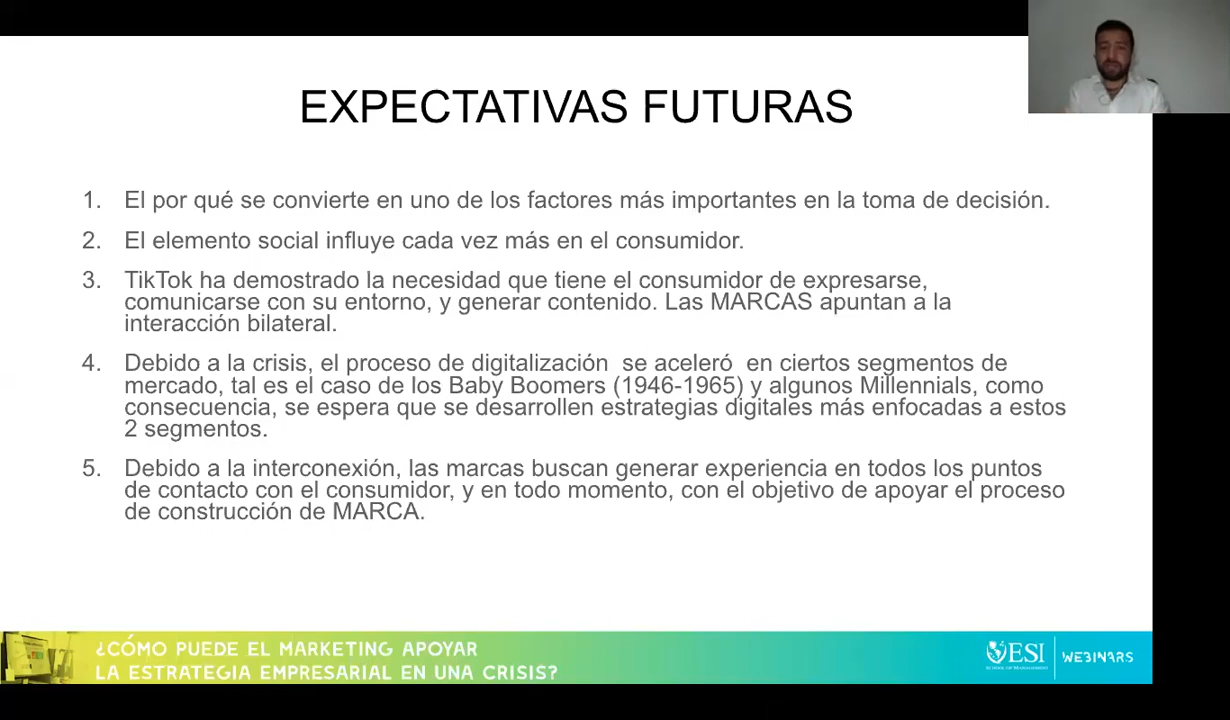 EXPECTATIVAS FUTURAS
1. El por qué se convierte en uno de los factores más importantes en la toma de decisión.
2. El elemento social influye cada vez más en el consumidor.
3. TikTok ha demostrado la necesidad que tiene el consumidor de expresarse,
comunicarse con su entorno, y generar contenido. Las MARCAS apuntan a la
interacción bilateral.
4. Debido a la crisis, el proceso de digitalización  se aceleró  en ciertos segmentos de
mercado, tal es el caso de los Baby Boomers (1946-1965) y algunos Millennials, como
consecuencia, se espera que se desarrollen estrategias digitales más enfocadas a estos
2 segmentos.
5. Debido a la interconexión, las marcas buscan generar experiencia en todos los puntos
de contacto con el consumidor, y en todo momento, con el objetivo de apoyar el proceso
de construcción de MARCA.
¿CÓMO PUEDE EL MARKETING APOYAR
LA ESTRATEGIA EMPRESARIAL EN UNA CRISIS?
ESI
SCHOOL OF MANAGEMENT
WEBINARS